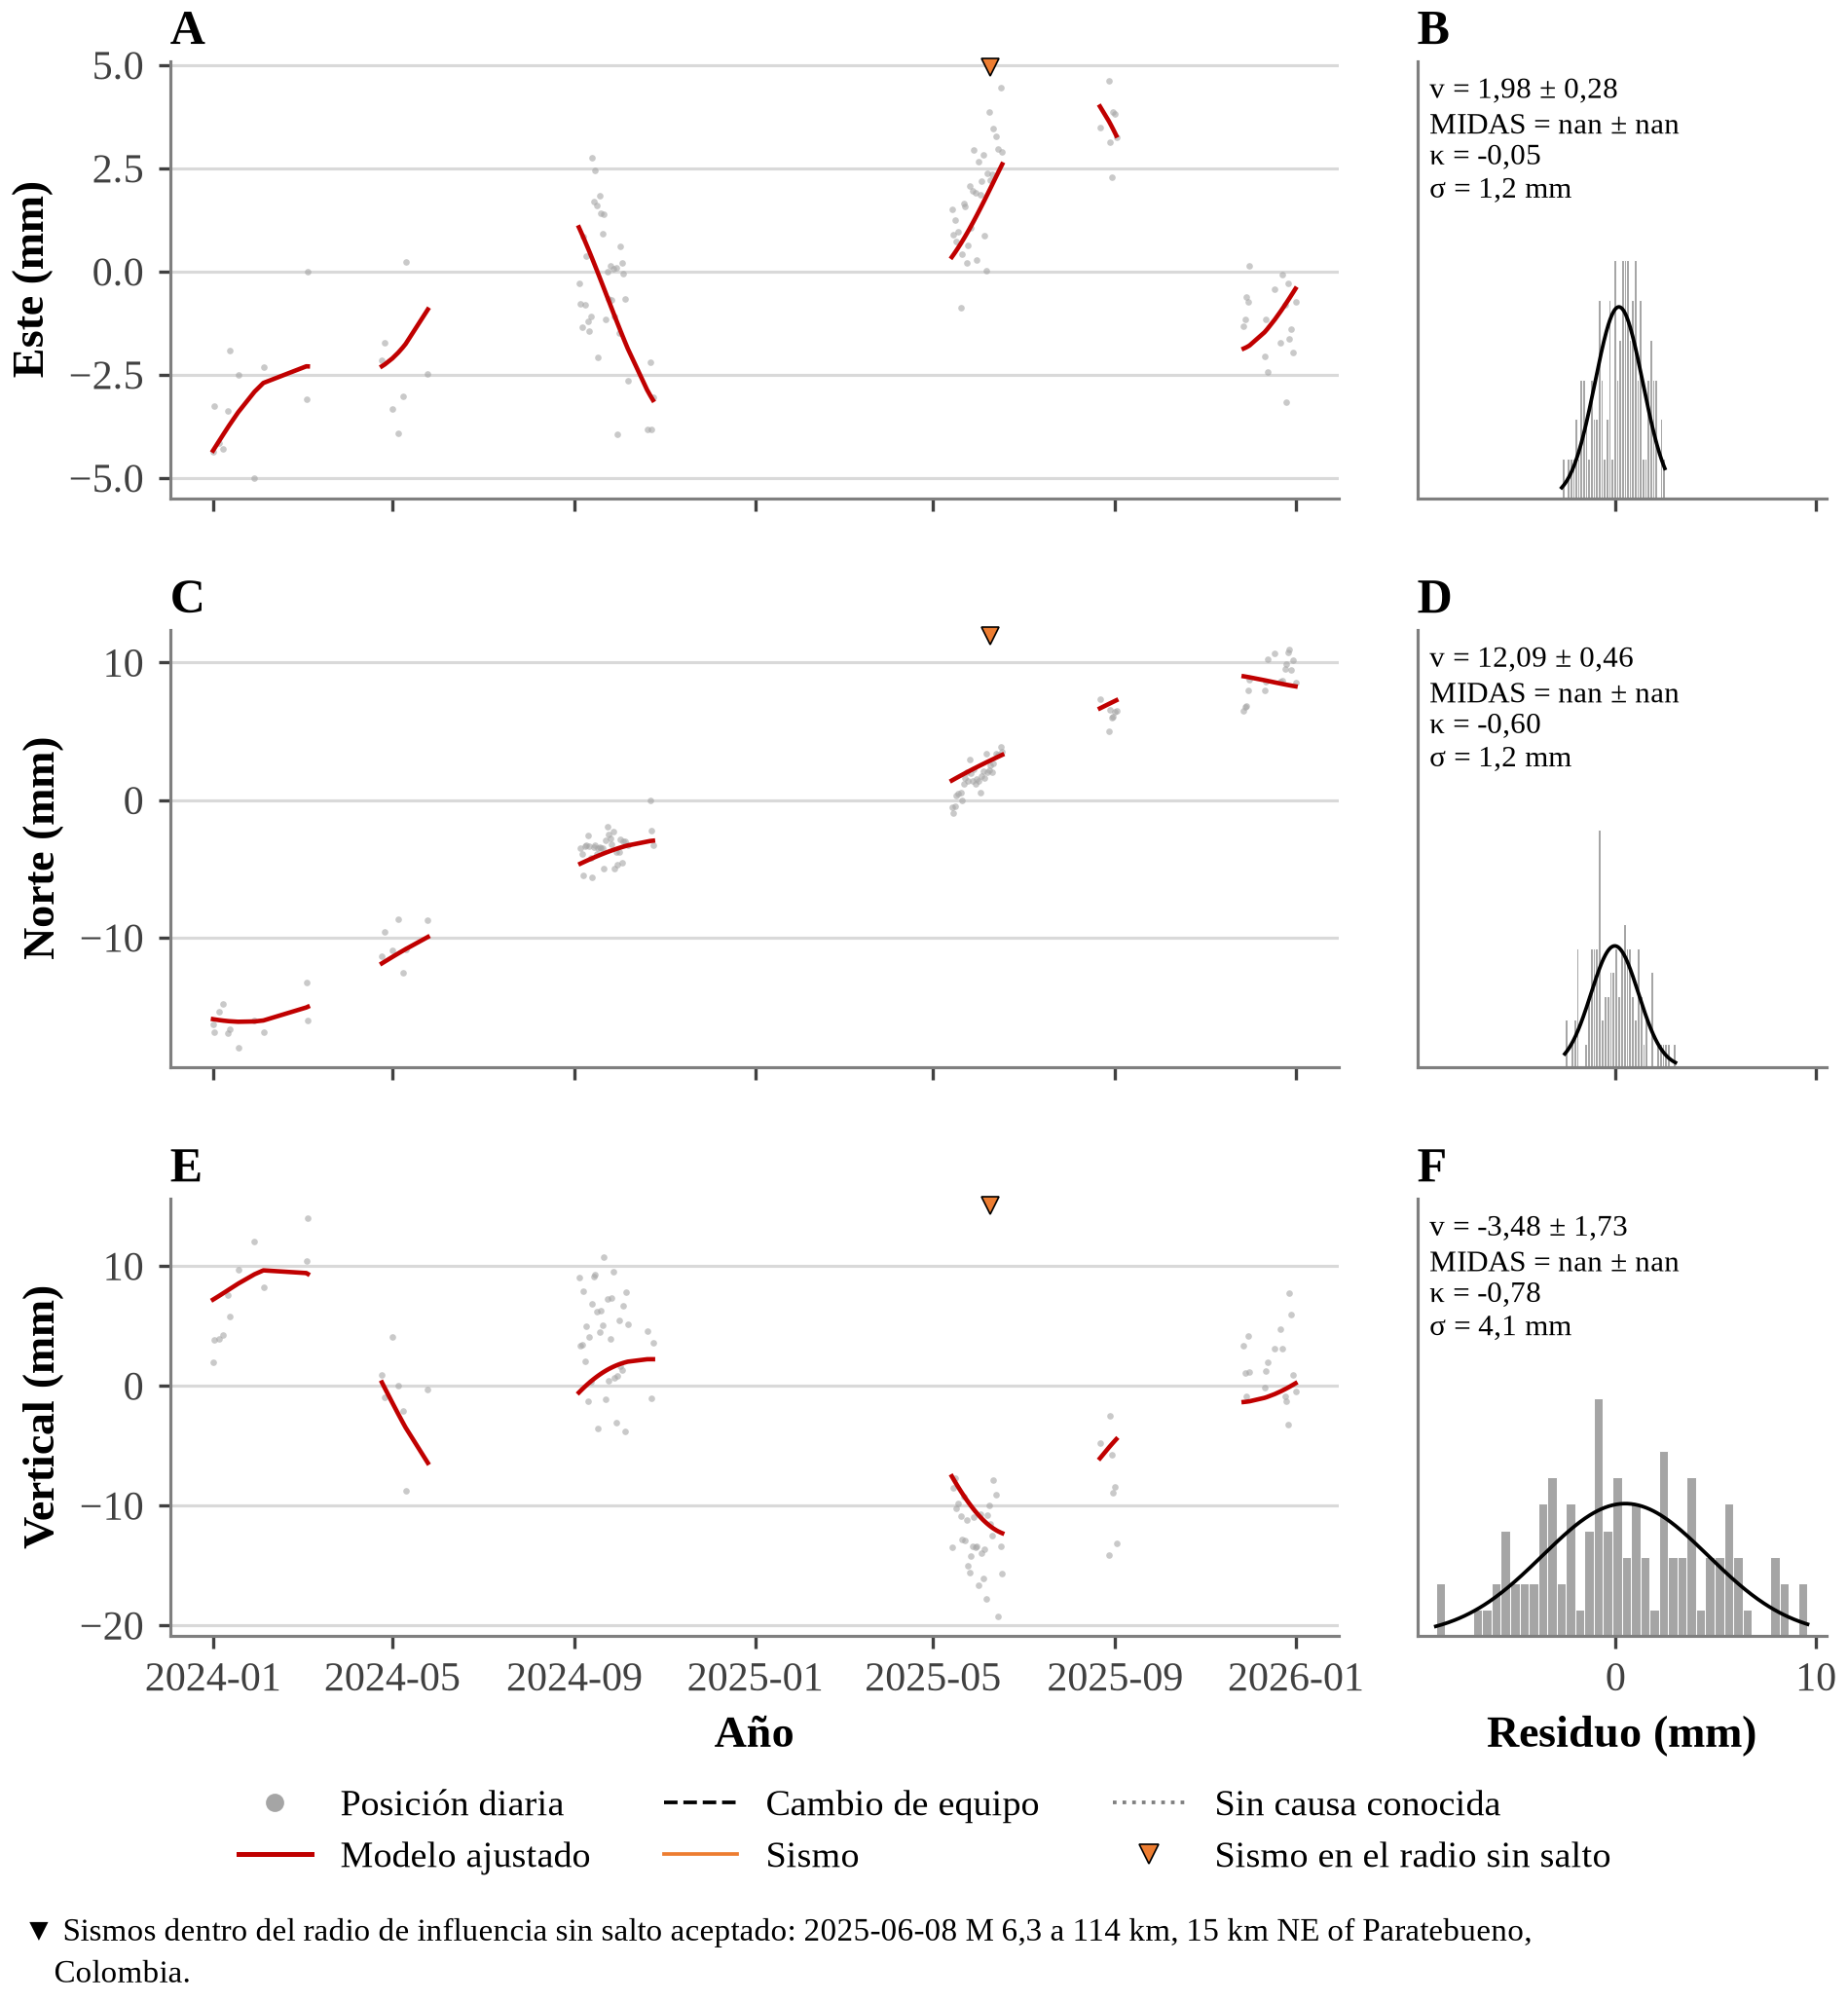 A
B
Este (mm)
5.0
2.5
0.0
−2.5
−5.0
v = 1,98 ± 0,28
MIDAS = nan ± nan
κ = -0,05
σ = 1,2 mm
C
D
Norte (mm)
10
0
−10
v = 12,09 ± 0,46
MIDAS = nan ± nan
κ = -0,60
σ = 1,2 mm
E
F
Vertical (mm)
10
0
−10
−20
v = -3,48 ± 1,73
MIDAS = nan ± nan
κ = -0,78
σ = 4,1 mm
2024-01 2024-05 2024-09 2025-01 2025-05 2025-09 2026-01
0 10
Año
Residuo (mm)
Posición diaria
Cambio de equipo
Sin causa conocida
Modelo ajustado
Sismo
Sismo en el radio sin salto
▼ Sismos dentro del radio de influencia sin salto aceptado: 2025-06-08 M 6,3 a 114 km, 15 km NE of Paratebueno,
Colombia.